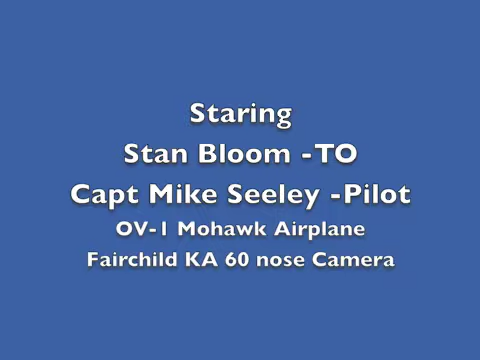 Staring
Stan Bloom -TO
Capt Mike Seeley -Pilot
OV-1 Mohawk Airplane
Fairchild KA 60 nose Camera